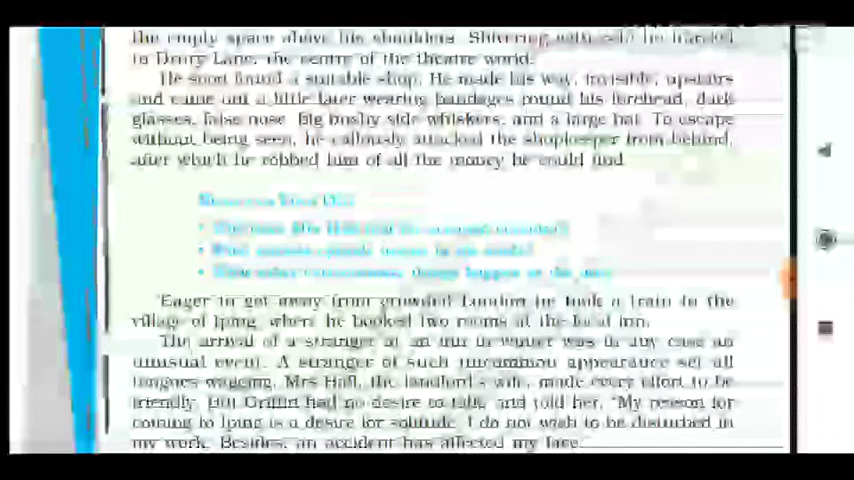 the empty space above his shoulders. Shivering with cold he hurried
to Drury Lane, the centre of the theatre world.
He soon found a suitable shop. He made his way, invisible, upstairs
and came out a little later wearing bandages round his forehead, dark
glasses, false nose, big bushy side-whiskers, and a large hat. To escape
without being seen, he callously attacked the shopkeeper from behind,
after which he robbed him of all the money he could find.
• What other
Eager to get away from crowded London he took a train to the
village of Iping, where he booked two rooms at the local inn.
The arrival of a stranger at an inn in winter was in any case an
unusual event. A stranger of such uncommon appearance set all
tongues wagging. Mrs Hall, the landlord's wife, made every effort to be
friendly. But Griffin had no desire to talk, and told her, "My reason for
coming to Iping is a desire for solitude. I do not wish to be disturbed in
my work. Besides, an accident has affected my face.